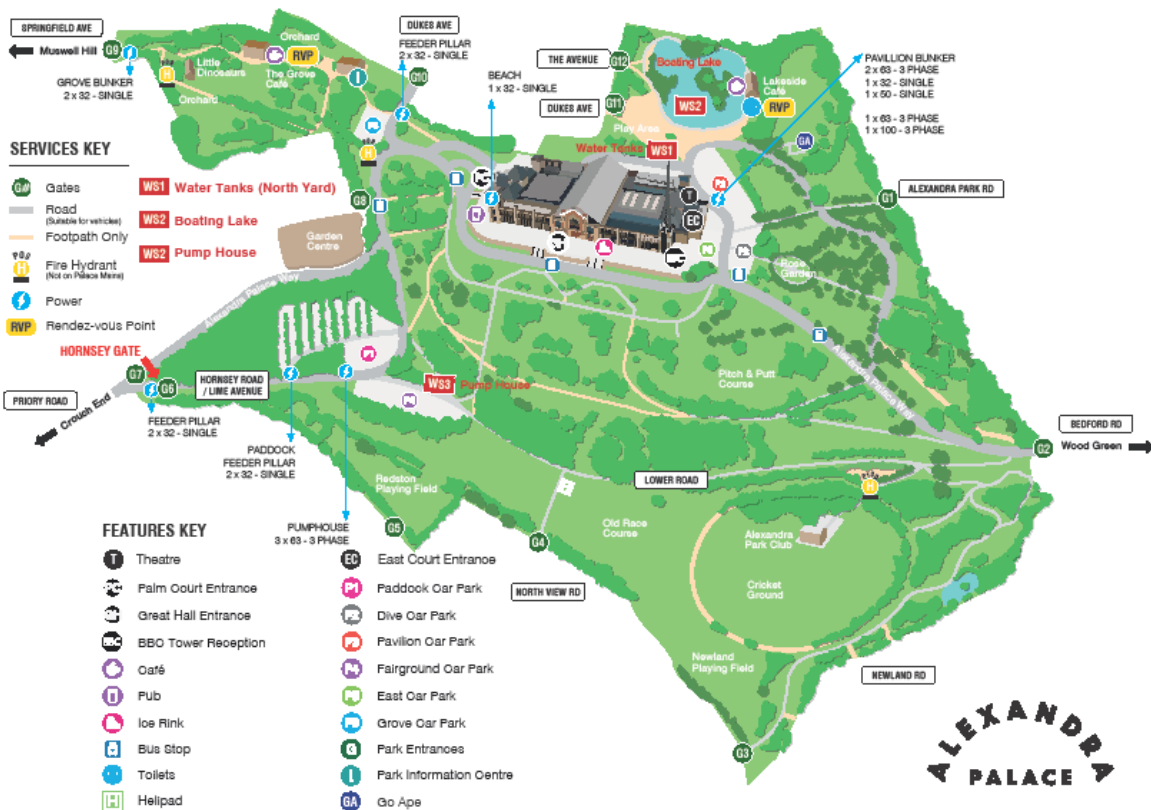 SPRINGFIELD AVE
Muswell Hill
G9
GROVE BUNKER
2 x 32 - SINGLE
Orchard
Little
Dinosaurs
H
Orchard
RVP
The Grove
Café
DUKES AVE
FEEDER PILLAR
2 x 32 - SINGLE
G10
BEACH
1 x 32 - SINGLE
THE AVENUE
G12
DUKES AVE
G11
Boating Lake
WS2
Lakeside
Café
RVP
Play Area
Water Tanks
WS1
PAVILLION BUNKER
2 x 63 - 3 PHASE
1 x 32 - SINGLE
1 x 50 - SINGLE
1 x 63 - 3 PHASE
1 x 100 - 3 PHASE
GA
ALEXANDRA PARK RD
G1
T
EC
H
G8
Garden
Centre
Rose
Garden
Alexandra Palace Way
Alexandra Palace Way
Pitch & Putt
Course
SERVICES KEY
G#
Gates
Road
(Suitable for vehicles)
Footpath Only
H
Fire Hydrant
(Not on Palace Mains)
Power
RVP
Rendez-vous Point
WS1
Water Tanks (North Yard)
WS2
Boating Lake
WS2
Pump House
HORNSEY GATE
G7
G6
PRIORY ROAD
Crouch End
HORNSEY ROAD
/ LIME AVENUE
FEEDER PILLAR
2 x 32 - SINGLE
PADDOCK
FEEDER PILLAR
2 x 32 - SINGLE
PUMPHOUSE
3 x 63 - 3 PHASE
WS3
Pump House
Redston
Playing Field
G5
G4
NORTH VIEW RD
LOWER ROAD
Old Race
Course
BEDFORD RD
Wood Green
G2
H
Alexandra
Park Club
Cricket
Ground
Newland
Playing Field
NEWLAND RD
G3
FEATURES KEY
T
Theatre
Palm Court Entrance
Great Hall Entrance
BBC Tower Reception
Café
Pub
Ice Rink
Bus Stop
Toilets
H
Helipad
EC
East Court Entrance
P1
Paddock Car Park
Dive Car Park
Pavilion Car Park
Fairground Car Park
East Car Park
Grove Car Park
Park Entrances
Park Information Centre
GA
Go Ape
ALEXANDRA
PALACE